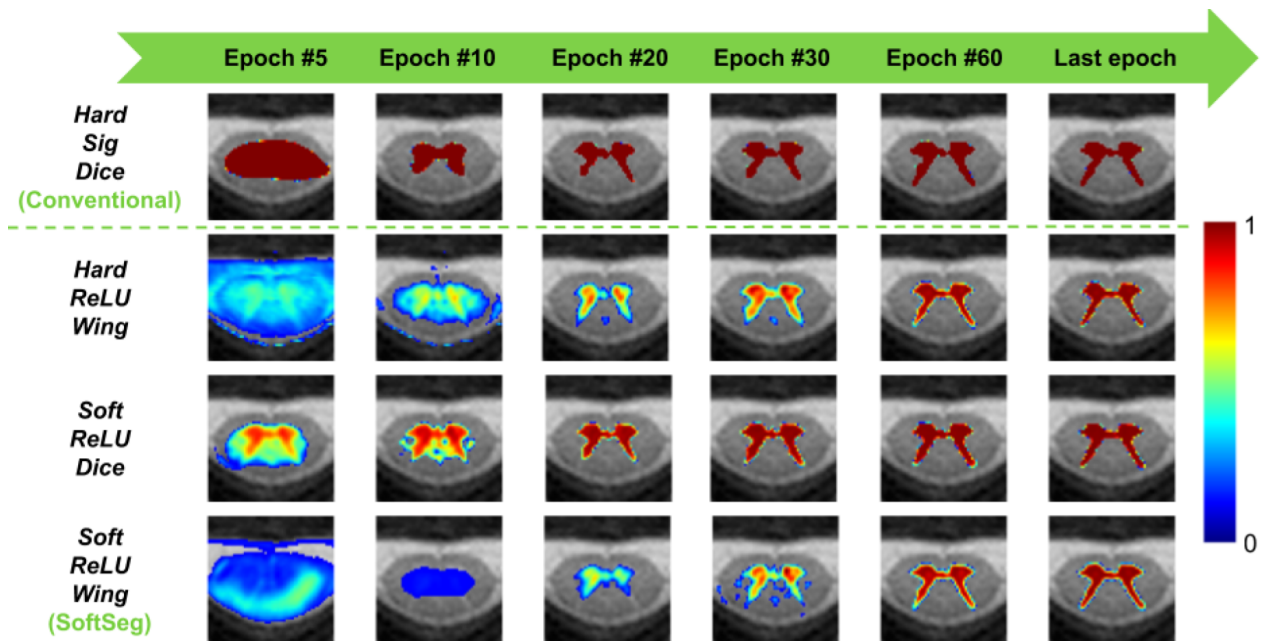 Epoch #5 Epoch #10 Epoch #20 Epoch #30 Epoch #60 Last epoch
Hard
Sig
Dice
(Conventional)
Hard
ReLU
Wing
Soft
ReLU
Dice
Soft
ReLU
Wing
(SoftSeg)
1
0